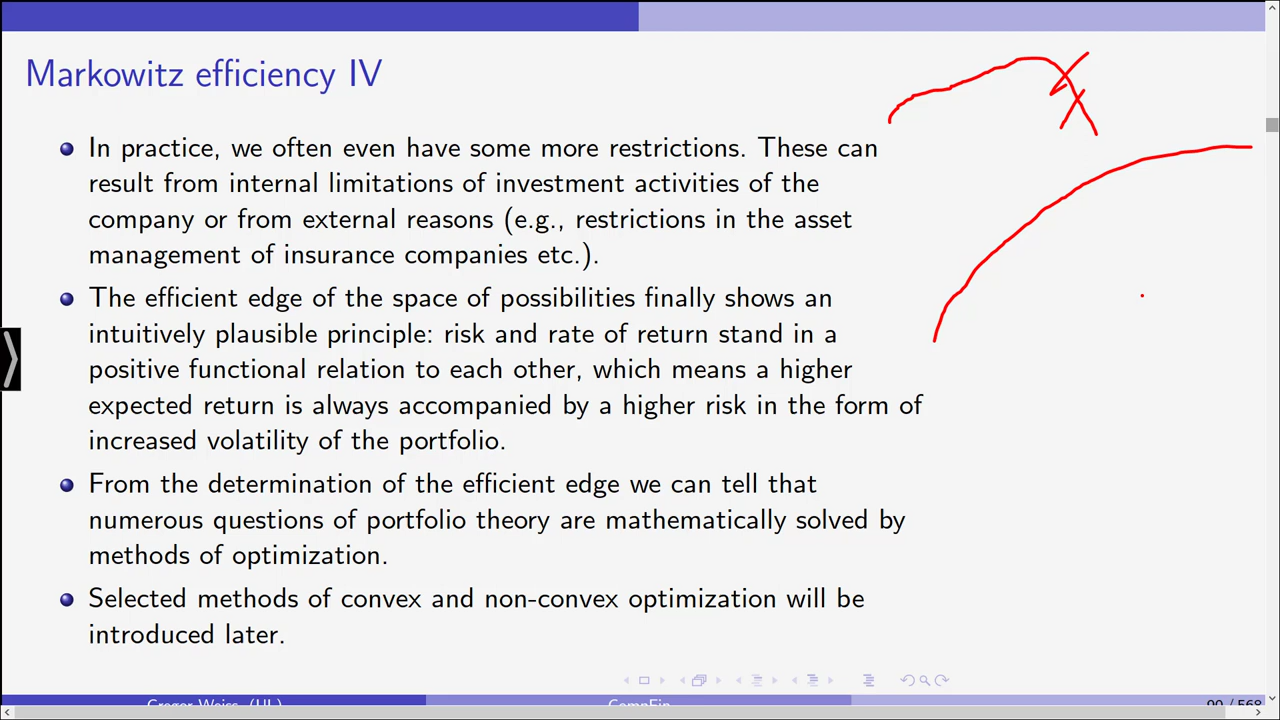 Markowitz efficiency IV
In practice, we often even have some more restrictions. These can
result from internal limitations of investment activities of the
company or from external reasons (e.g., restrictions in the asset
management of insurance companies etc.).
The efficient edge of the space of possibilities finally shows an
intuitively plausible principle: risk and rate of return stand in a
positive functional relation to each other, which means a higher
expected return is always accompanied by a higher risk in the form of
increased volatility of the portfolio.
From the determination of the efficient edge we can tell that
numerous questions of portfolio theory are mathematically solved by
methods of optimization.
Selected methods of convex and non-convex optimization will be
introduced later.
Gregor Weiss (UL)
CompFin
90 / 568